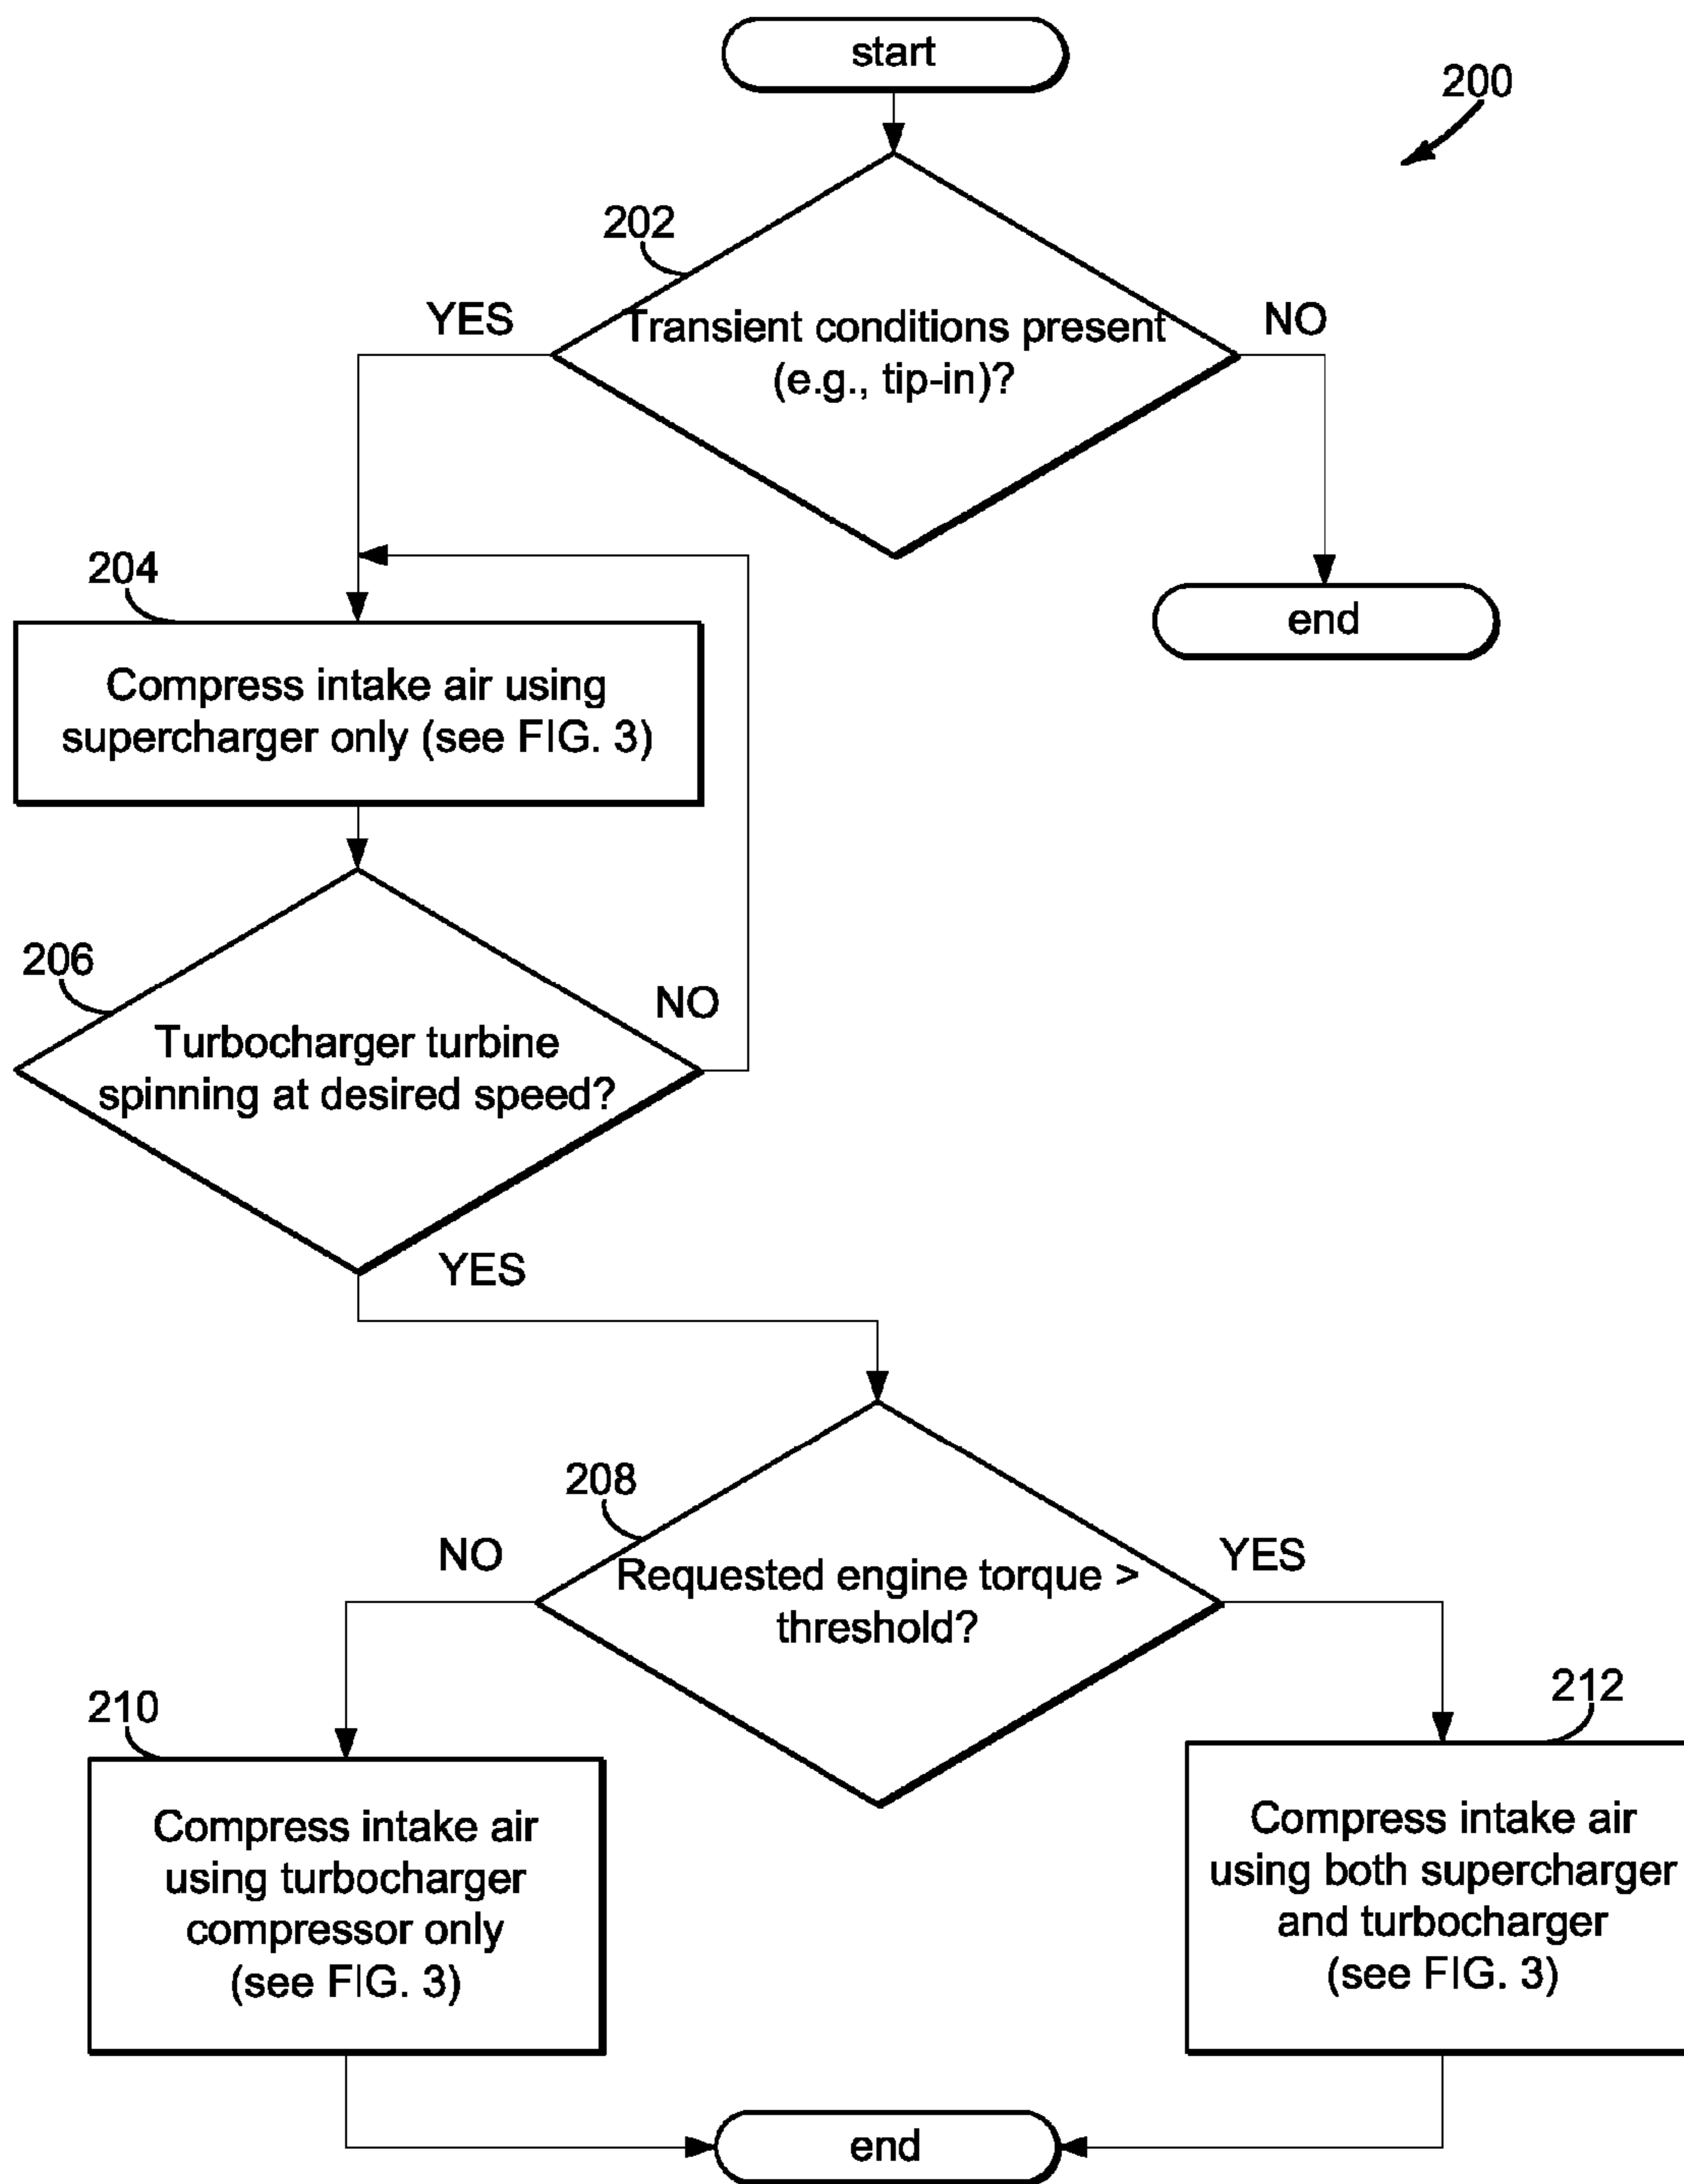 start
200
202
YES
NO
Transient conditions present
(e.g., tip-in)?
204
end
Compress intake air using
supercharger only (see FIG. 3)
206
NO
Turbocharger turbine
spinning at desired speed?
YES
208
NO
YES
Requested engine torque >
threshold?
210
212
Compress intake air
using turbocharger
compressor only
(see FIG. 3)
Compress intake air
using both supercharger
and turbocharger
(see FIG. 3)
end